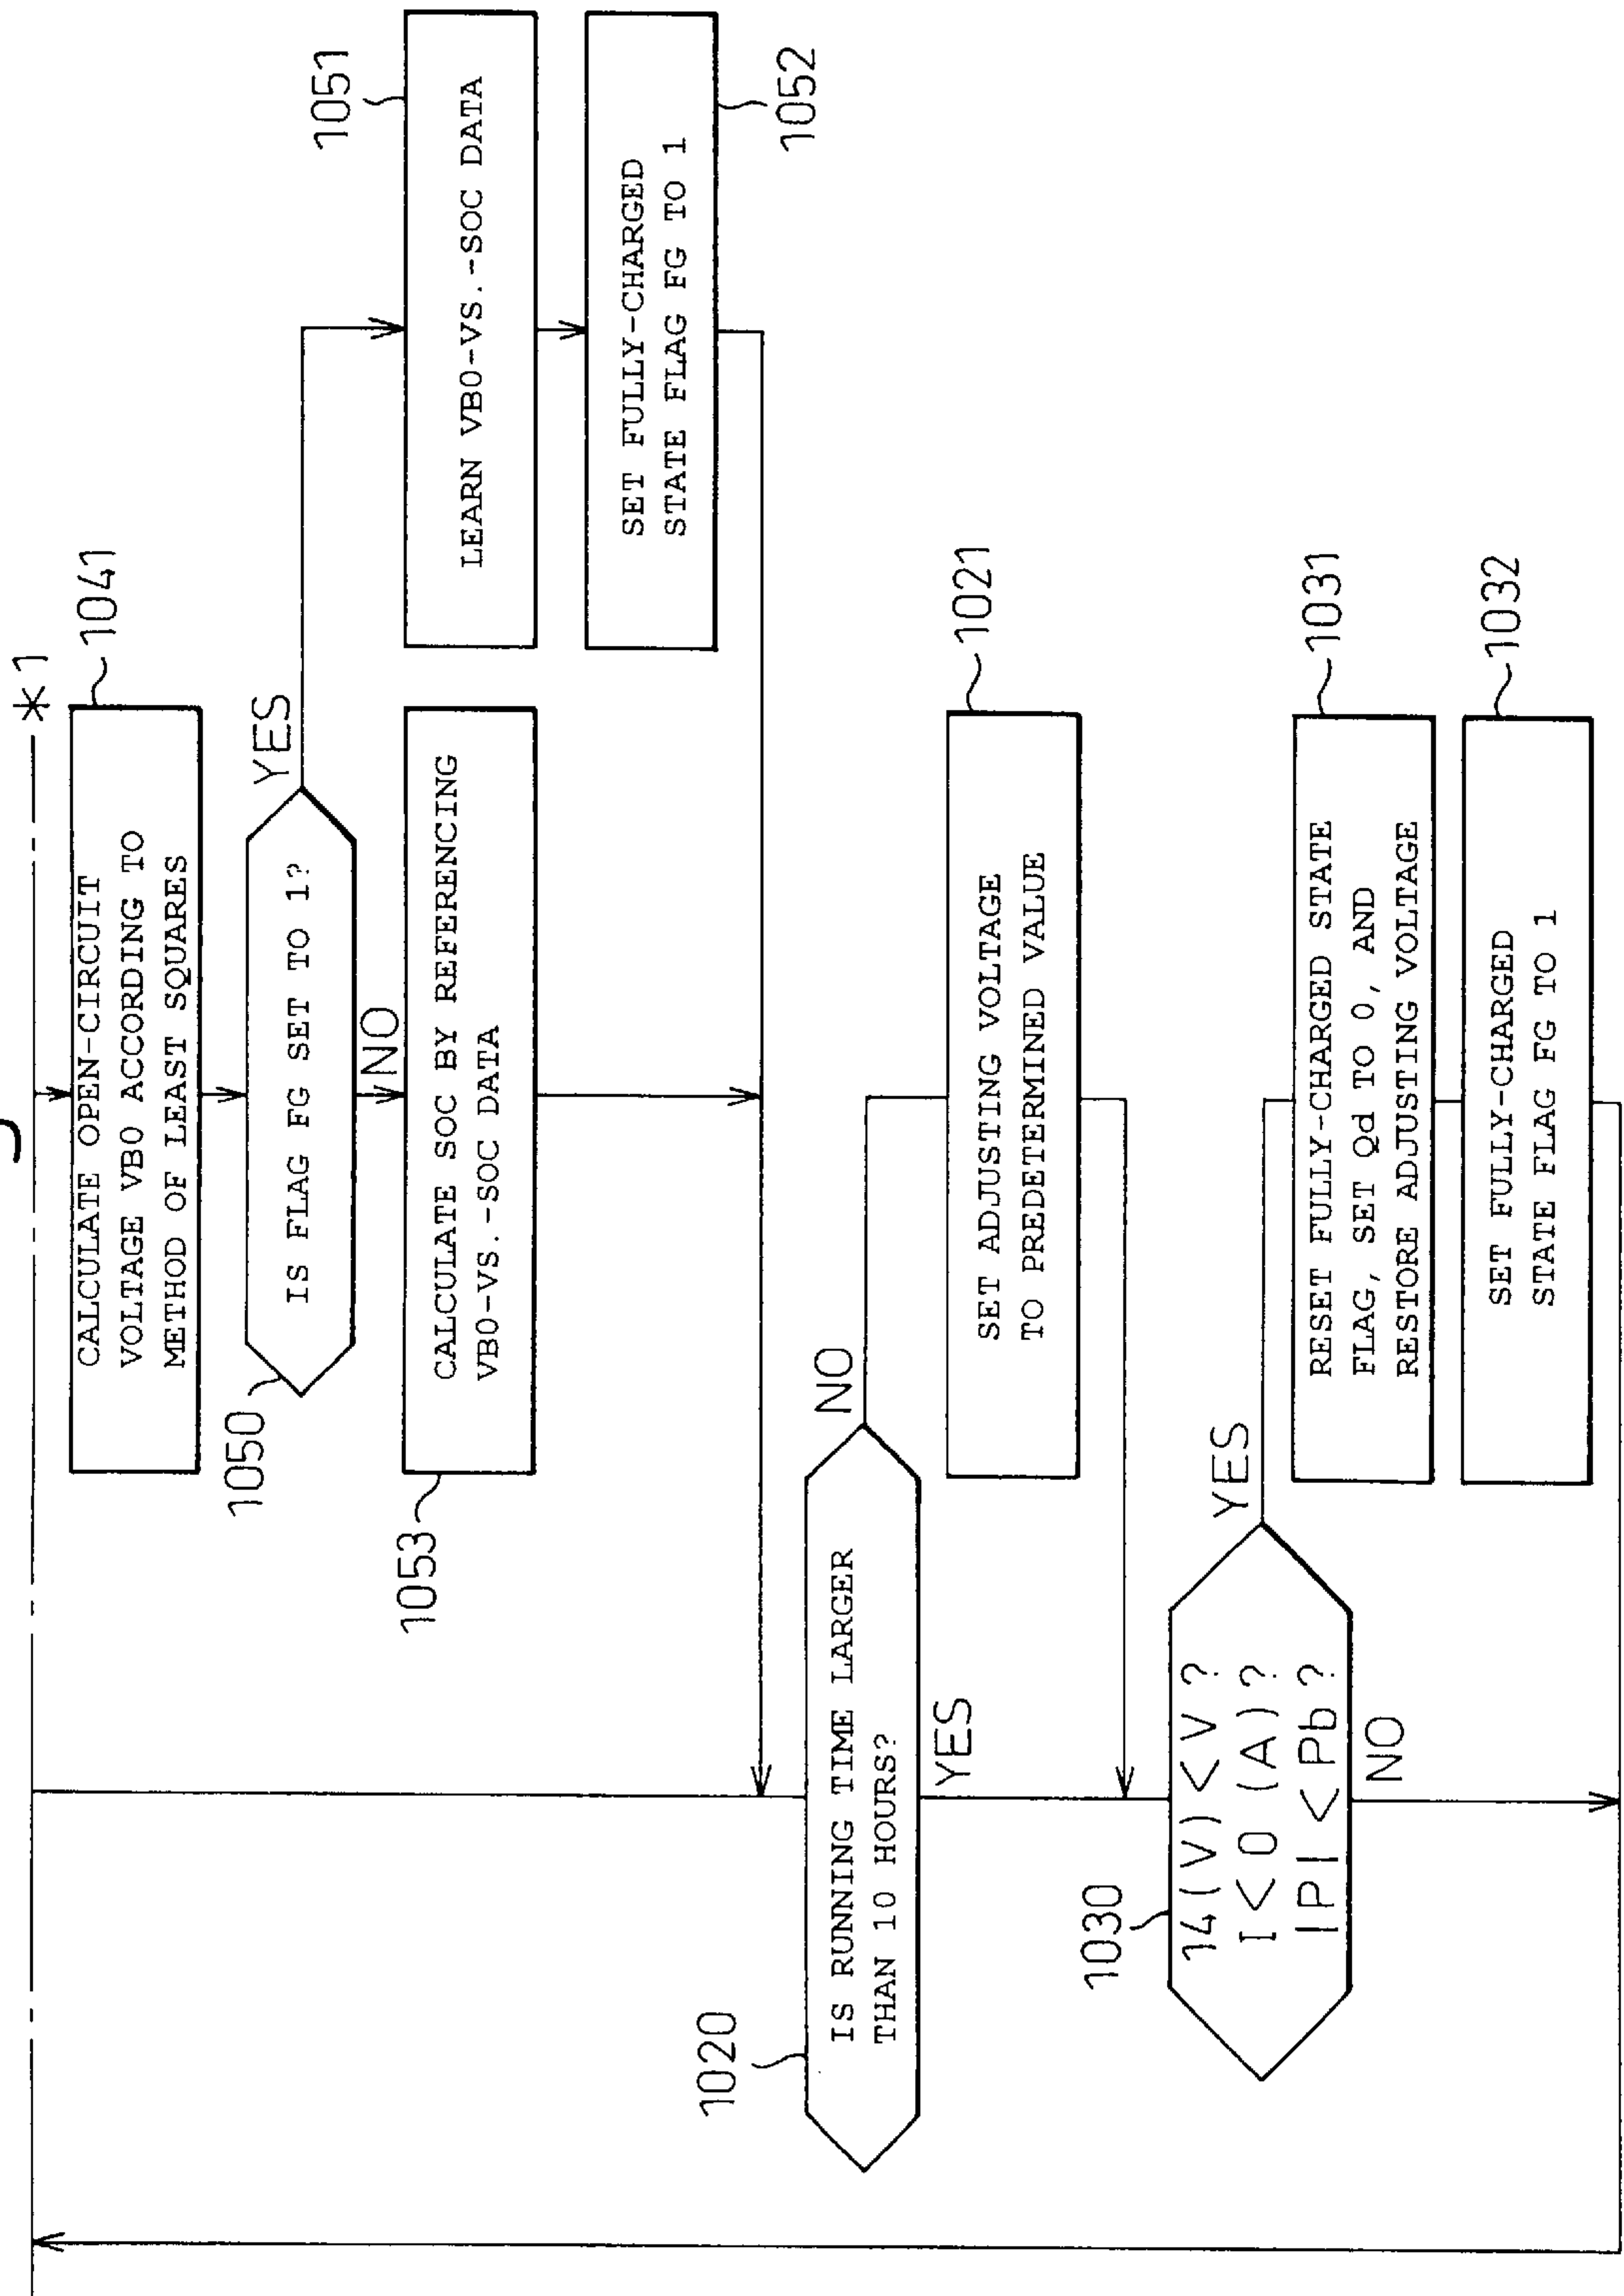 *1
CALCULATE OPEN-CIRCUIT
VOLTAGE VB0 ACCORDING TO
METHOD OF LEAST SQUARES
1041
1050
IS FLAG FG SET TO 1?
YES
NO
1051
LEARN VB0-VS.-SOC DATA
1053
CALCULATE SOC BY REFERENCING
VB0-VS.-SOC DATA
SET FULLY-CHARGED
STATE FLAG FG TO 1
1052
1020
IS RUNNING TIME LARGER
THAN 10 HOURS?
NO
YES
1021
SET ADJUSTING VOLTAGE
TO PREDETERMINED VALUE
1030
14(V)<V?
I<0(A)?
|P|<Pb?
YES
NO
1031
RESET FULLY-CHARGED STATE
FLAG, SET Qd TO 0, AND
RESTORE ADJUSTING VOLTAGE
1032
SET FULLY-CHARGED
STATE FLAG FG TO 1